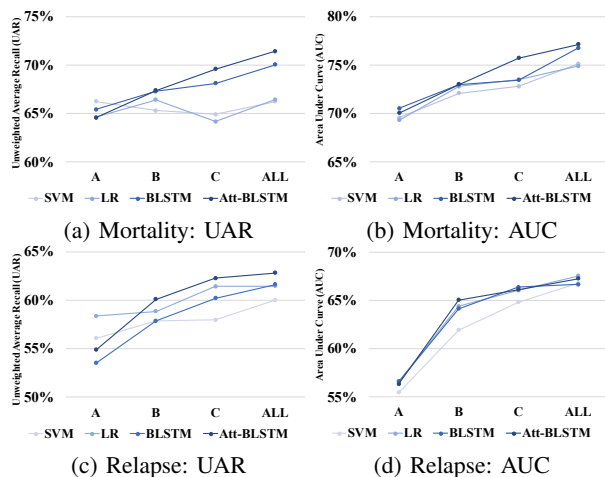 75%
70%
65%
60%
Unweighted Average Recall (UAR)
A B C ALL
SVM LR BLSTM Att-BLSTM
(a) Mortality: UAR
80%
75%
70%
65%
Area Under Curve (AUC)
A B C ALL
SVM LR BLSTM Att-BLSTM
(b) Mortality: AUC
65%
60%
55%
50%
Unweighted Average Recall(UAR)
A B C ALL
SVM LR BLSTM Att-BLSTM
(c) Relapse: UAR
70%
65%
60%
55%
Area Under Curve (AUC)
A B C ALL
SVM LR BLSTM Att-BLSTM
(d) Relapse: AUC